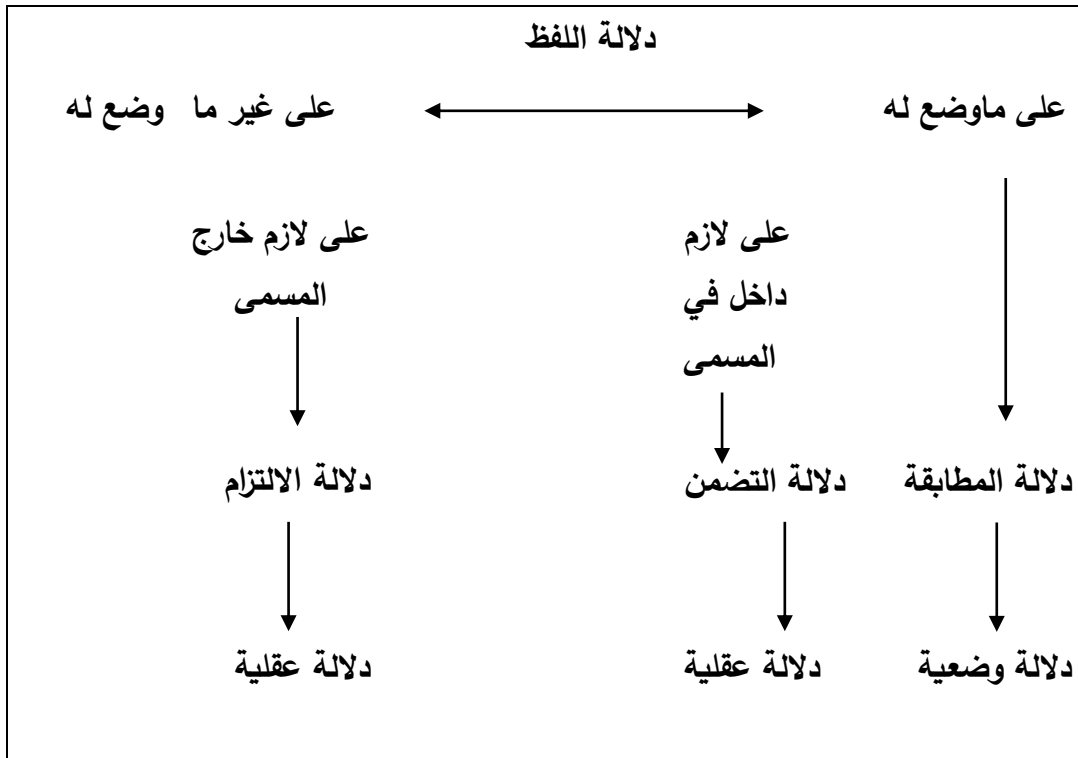 دلالة اللفظ
على ماوضع له على غير ما وضع له
على لازم على لازم خارج
داخل في المسمى
المسمى
دلالة المطابقة دلالة التضمن دلالة الالتزام
دلالة وضعية دلالة عقلية دلالة عقلية